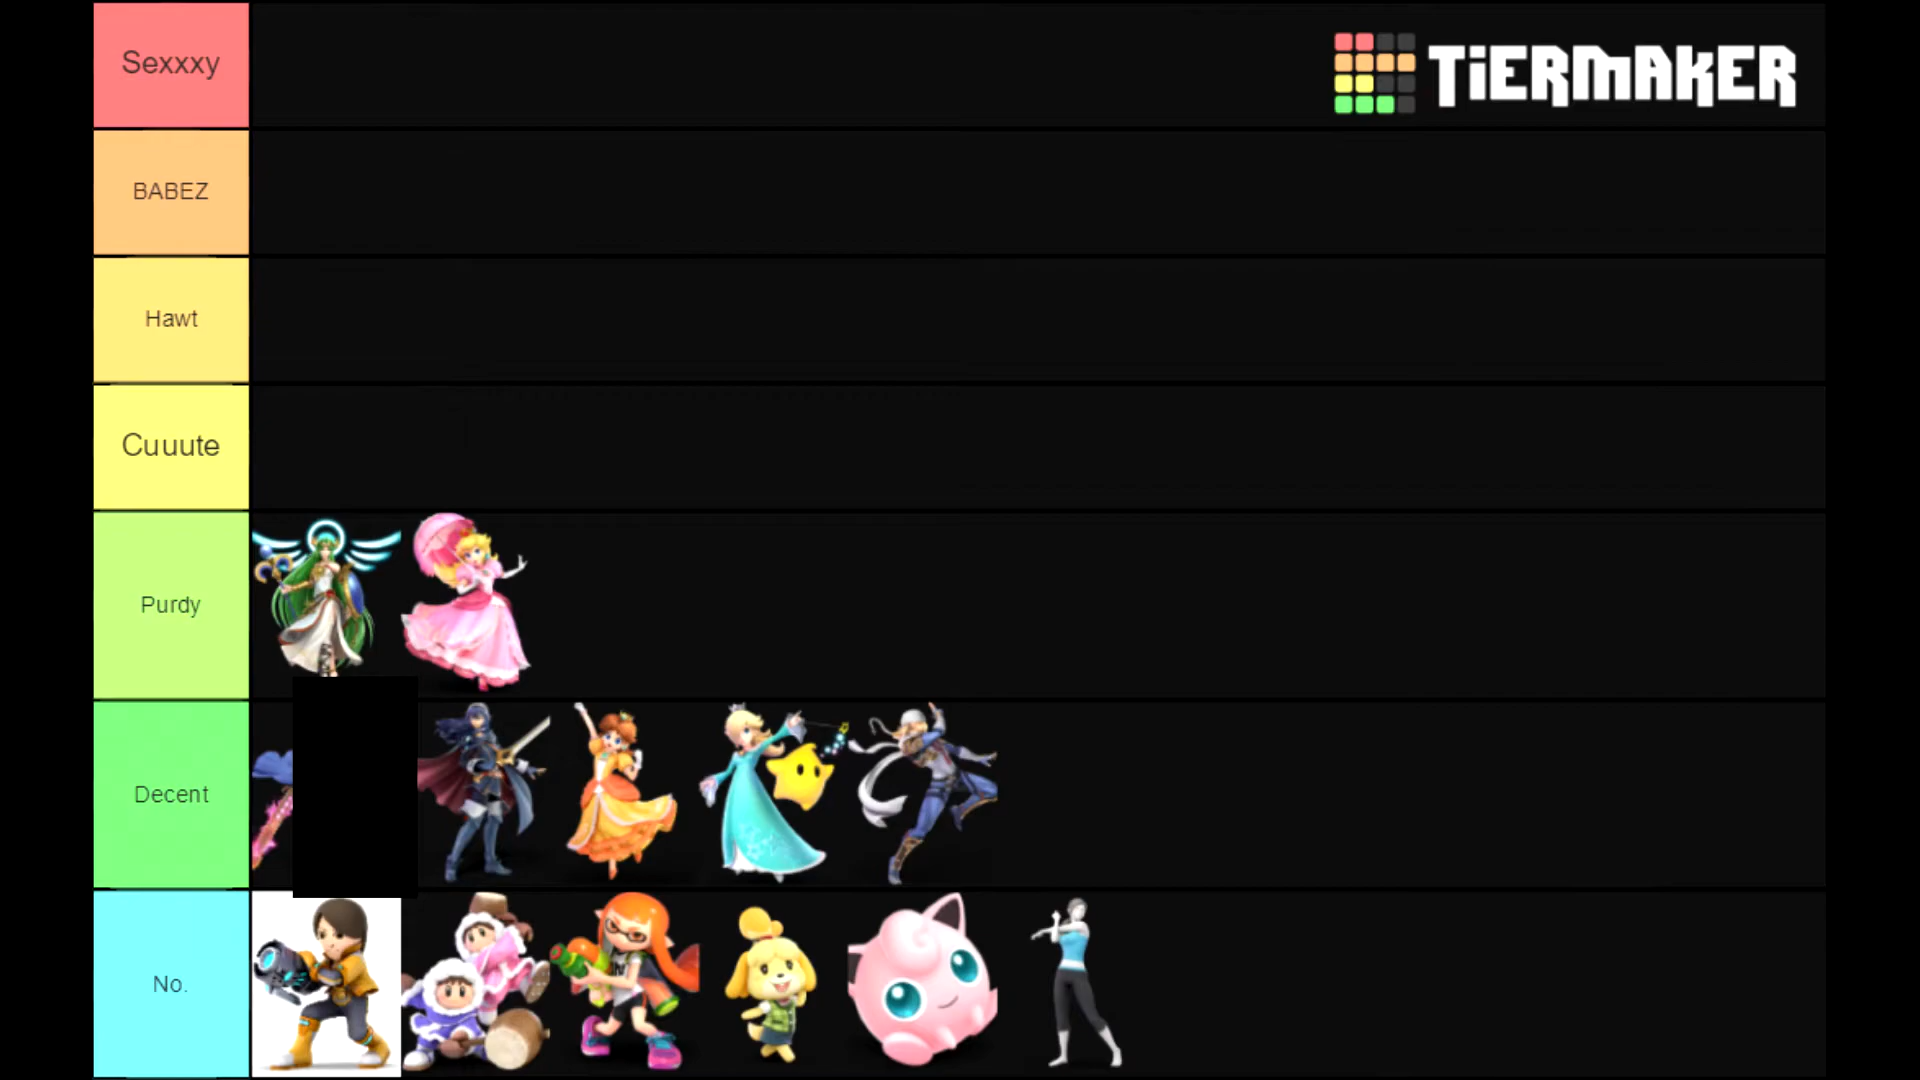 Sexxxy
TiERMAKER
BABEZ
Hawt
Cuuute
Purdy
Decent
No.